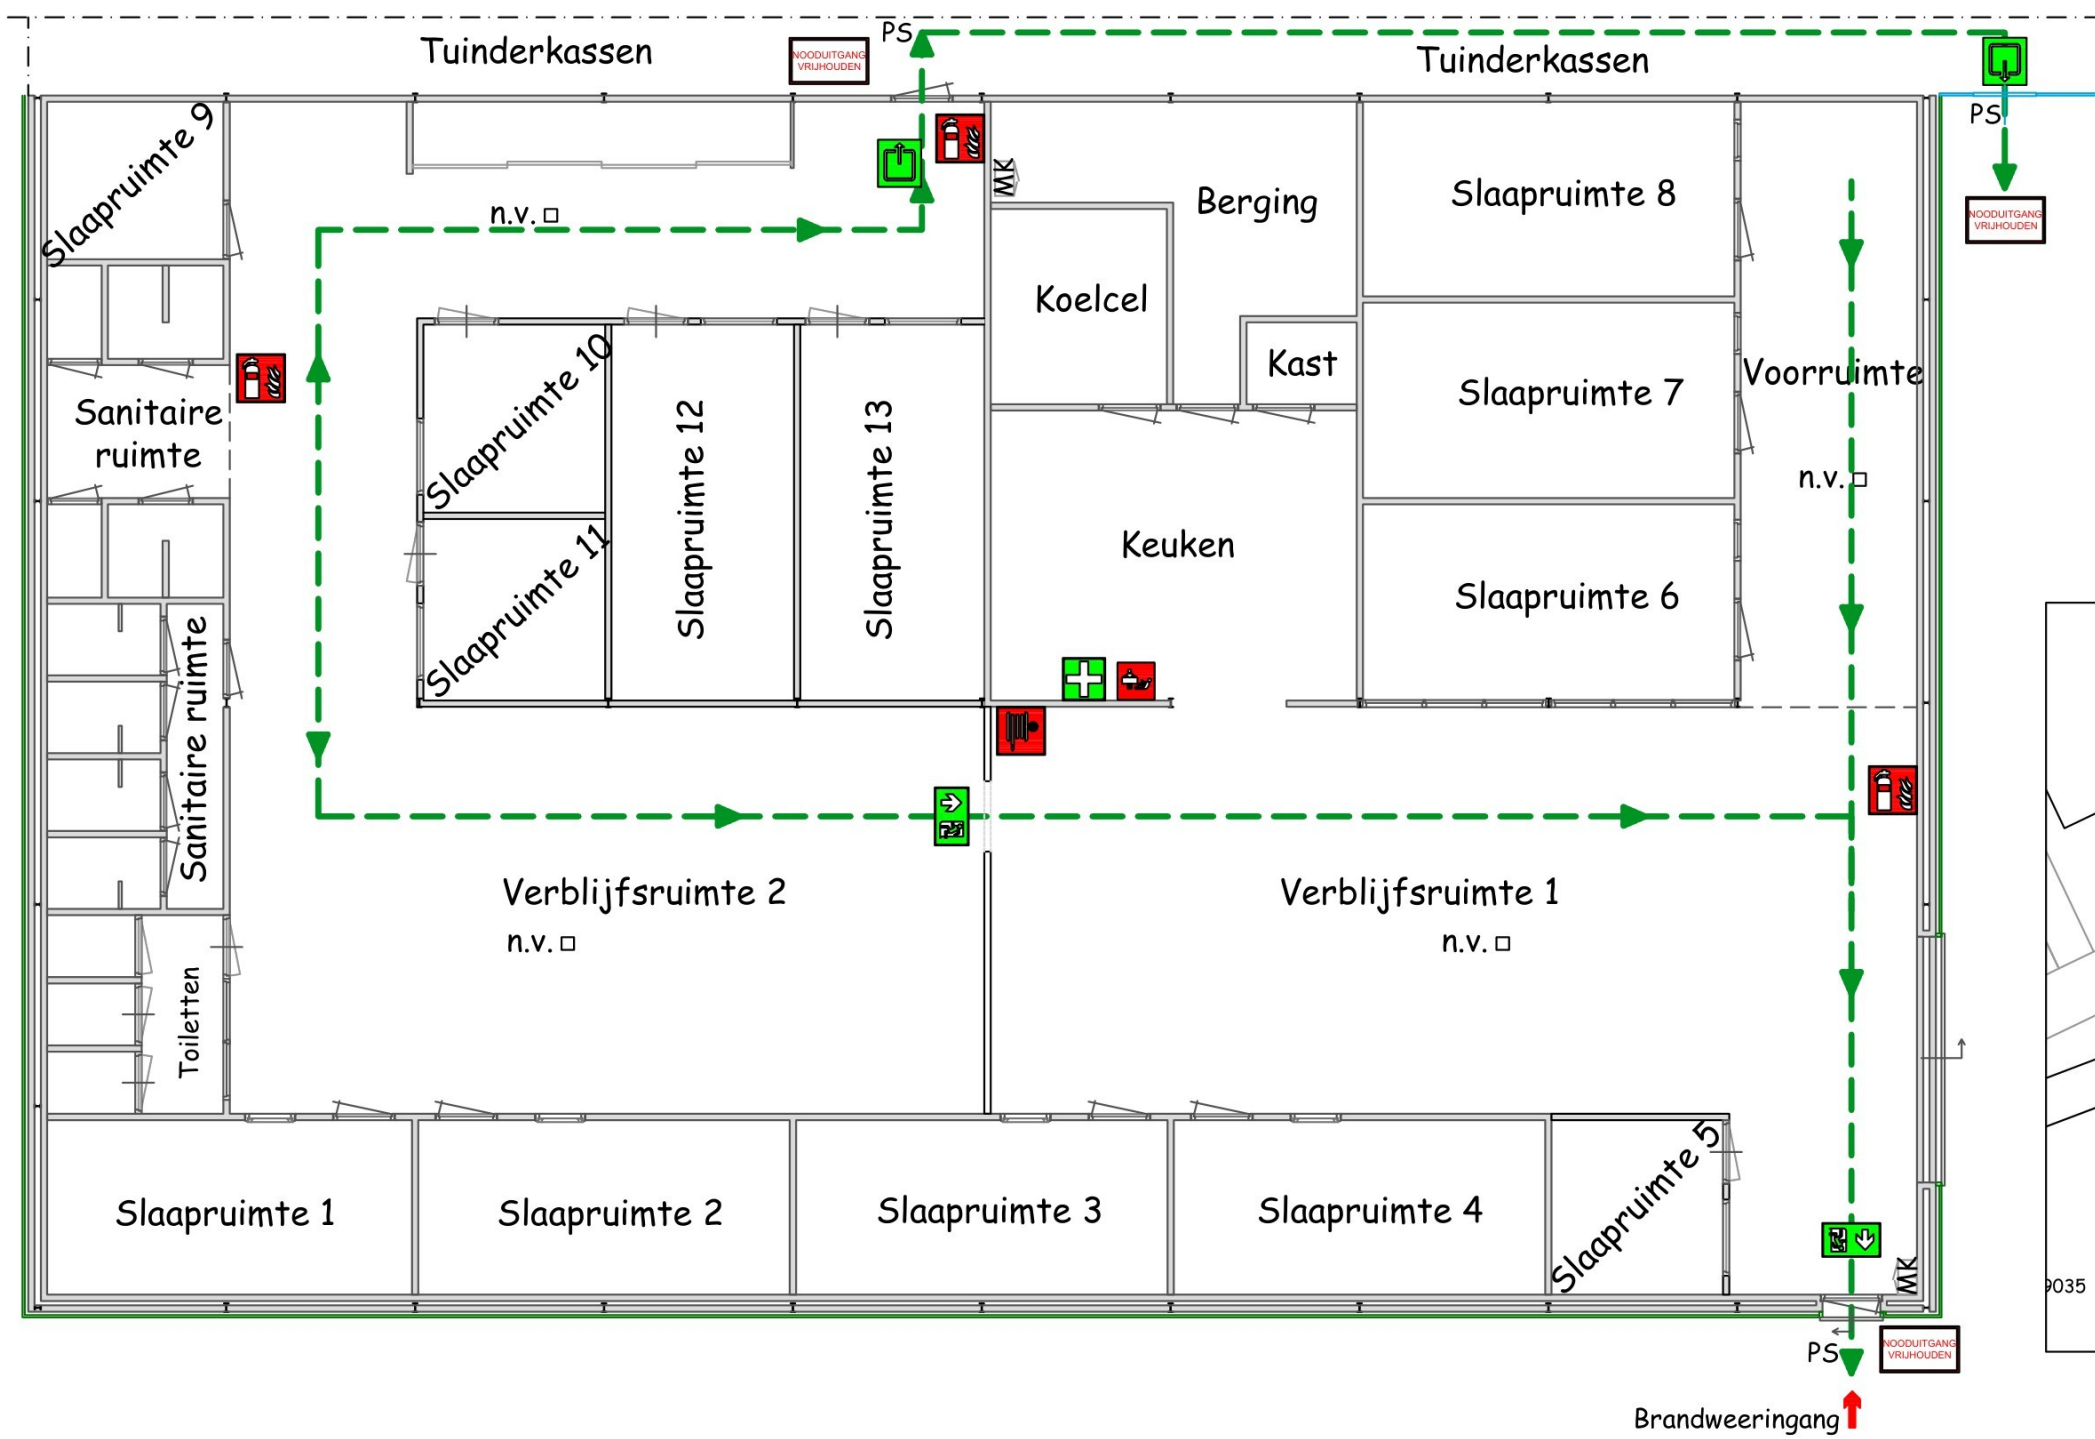 Tuinderkassen
NOODUITGANG
VRIJHOUDEN
PS
Tuinderkassen
PS
NOODUITGANG
VRIJHOUDEN
Slaapruimte 9
n.v.
MK
Berging
Slaapruimte 8
Koelcel
Kast
Slaapruimte 7
Voorruimte
n.v.
Sanitaire
ruimte
Slaapruimte 10
Slaapruimte 11
Slaapruimte 12
Slaapruimte 13
Keuken
Slaapruimte 6
Sanitaire ruimte
Verblijfsruimte 2
n.v.
Verblijfsruimte 1
n.v.
Toiletten
Slaapruimte 1
Slaapruimte 2
Slaapruimte 3
Slaapruimte 4
Slaapruimte 5
MK
9035
PS
NOODUITGANG
VRIJHOUDEN
Brandweeringang